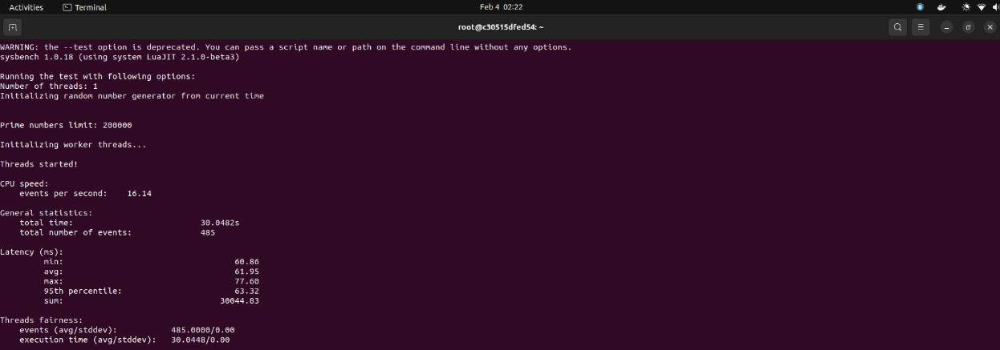 Activities Terminal Feb 4 02:22
root@c30515dfed54: ~
WARNING: the --test option is deprecated. You can pass a script name or path on the command line without any options.
sysbench 1.0.18 (using system LuaJIT 2.1.0-beta3)
Running the test with following options:
Number of threads: 1
Initializing random number generator from current time
Prime numbers limit: 200000
Initializing worker threads...
Threads started!
CPU speed:
events per second: 16.14
General statistics:
total time: 30.0482s
total number of events: 485
Latency (ms):
min: 60.86
avg: 61.95
max: 77.60
95th percentile: 63.32
sum: 30044.83
Threads fairness:
events (avg/stddev): 485.0000/0.00
execution time (avg/stddev): 30.0448/0.00